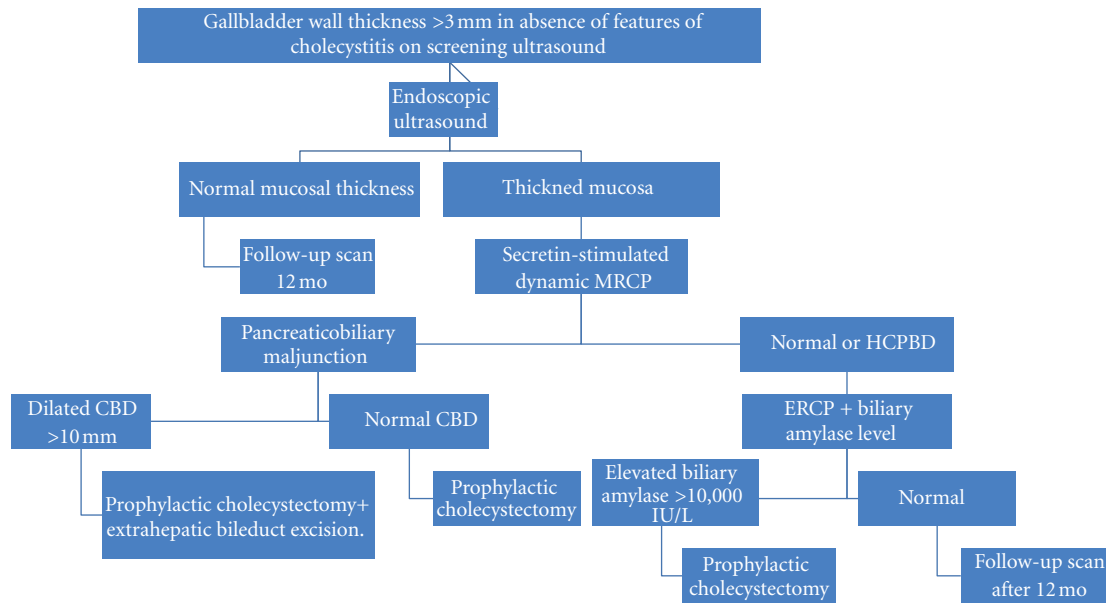 Gallbladder wall thickness >3 mm in absence of features of
cholecystitis on screening ultrasound
Endoscopic
ultrasound
Normal mucosal thickness
Thickned mucosa
Follow-up scan
12 mo
Secretin-stimulated
dynamic MRCP
Pancreaticobiliary
maljunction
Normal or HCPBD
Dilated CBD
>10 mm
Normal CBD
ERCP + biliary
amylase level
Prophylactic cholecystectomy+
extrahepatic bileduct excision.
Prophylactic
cholecystectomy
Elevated biliary
amylase >10,000
IU/L
Normal
Prophylactic
cholecystectomy
Follow-up scan
after 12 mo